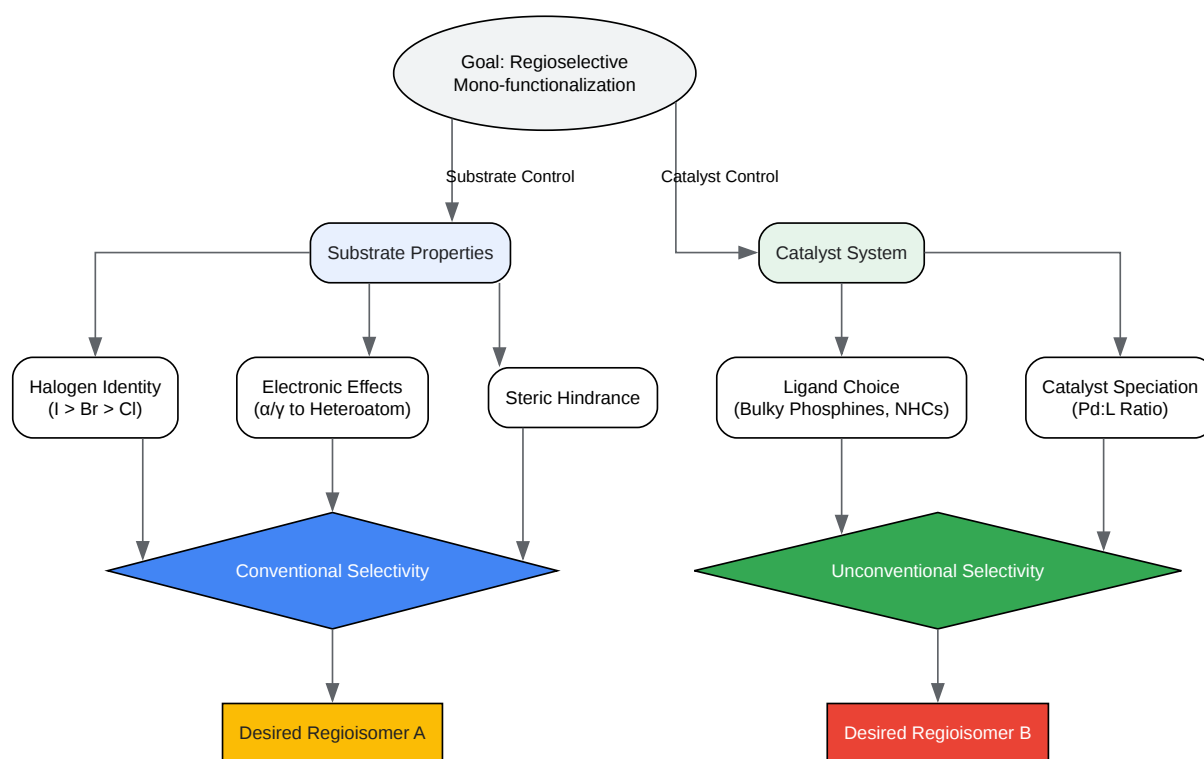 Goal: Regioselective
Mono-functionalization
Substrate Control
Catalyst Control
Substrate Properties
Catalyst System
Halogen Identity
(I > Br > Cl)
Electronic Effects
(α/γ to Heteroatom)
Steric Hindrance
Ligand Choice
(Bulky Phosphines, NHCs)
Catalyst Speciation
(Pd:L Ratio)
Conventional Selectivity
Unconventional Selectivity
Desired Regioisomer A
Desired Regioisomer B